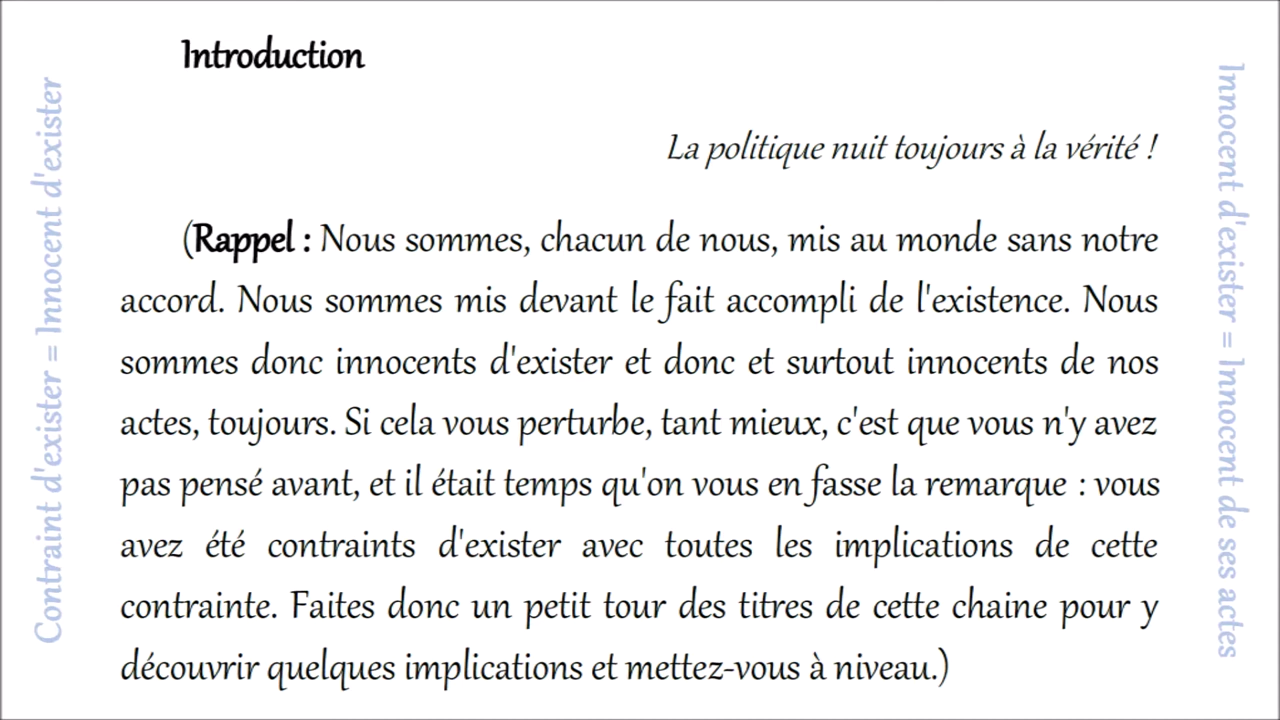 Introduction
La politique nuit toujours à la vérité !
(Rappel : Nous sommes, chacun de nous, mis au monde sans notre
accord. Nous sommes mis devant le fait accompli de l'existence. Nous
sommes donc innocents d'exister et donc et surtout innocents de nos
actes, toujours. Si cela vous perturbe, tant mieux, c'est que vous n'y avez
pas pensé avant, et il était temps qu'on vous en fasse la remarque : vous
avez été contraints d'exister avec toutes les implications de cette
contrainte. Faites donc un petit tour des titres de cette chaine pour y
découvrir quelques implications et mettez-vous à niveau.)
Contraint d'exister = Innocent d'exister
Innocent d'exister = Innocent de ses actes